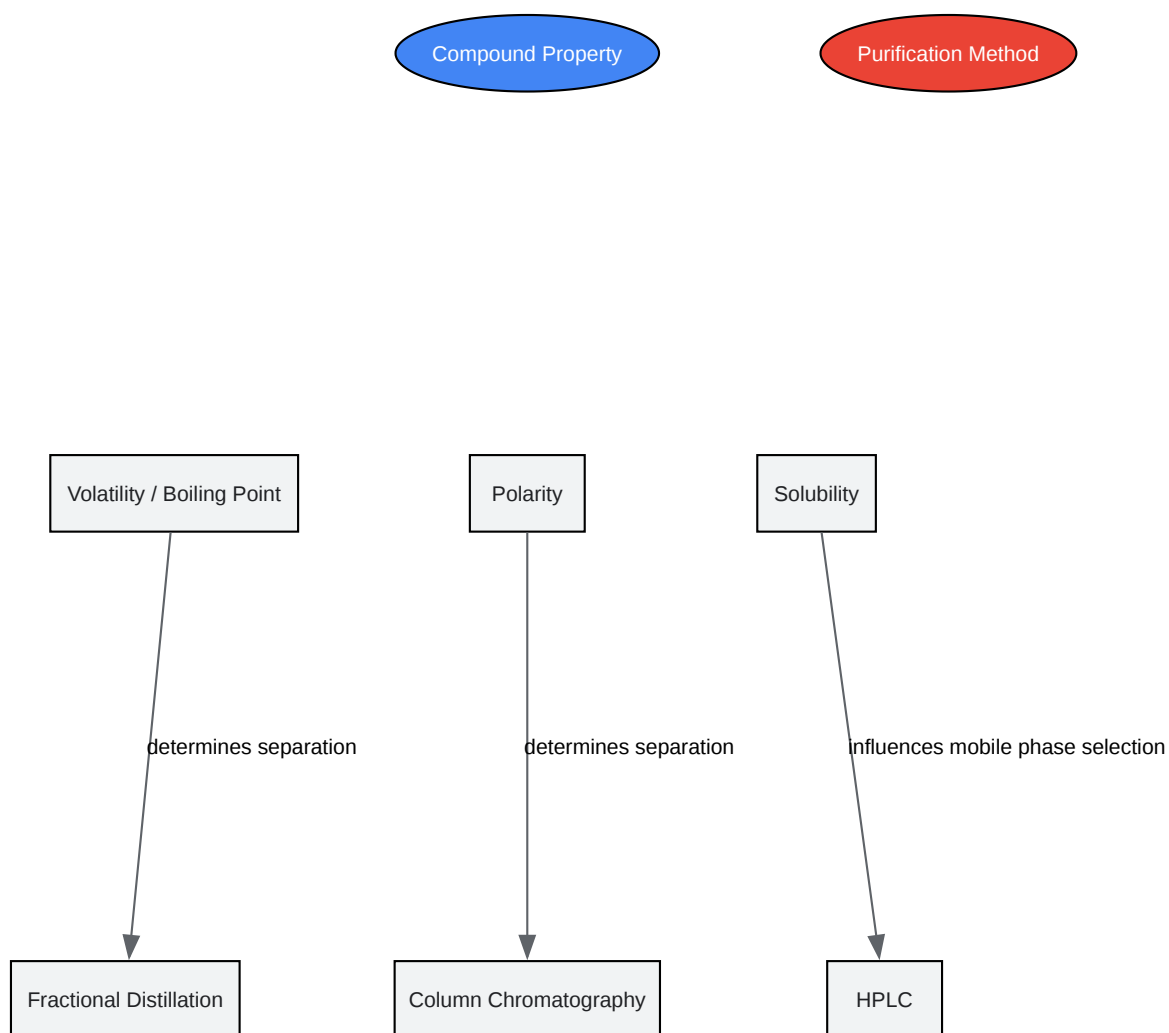 Compound Property
Purification Method
Volatility / Boiling Point
Polarity
Solubility
determines separation
determines separation
influences mobile phase selection
Fractional Distillation
Column Chromatography
HPLC